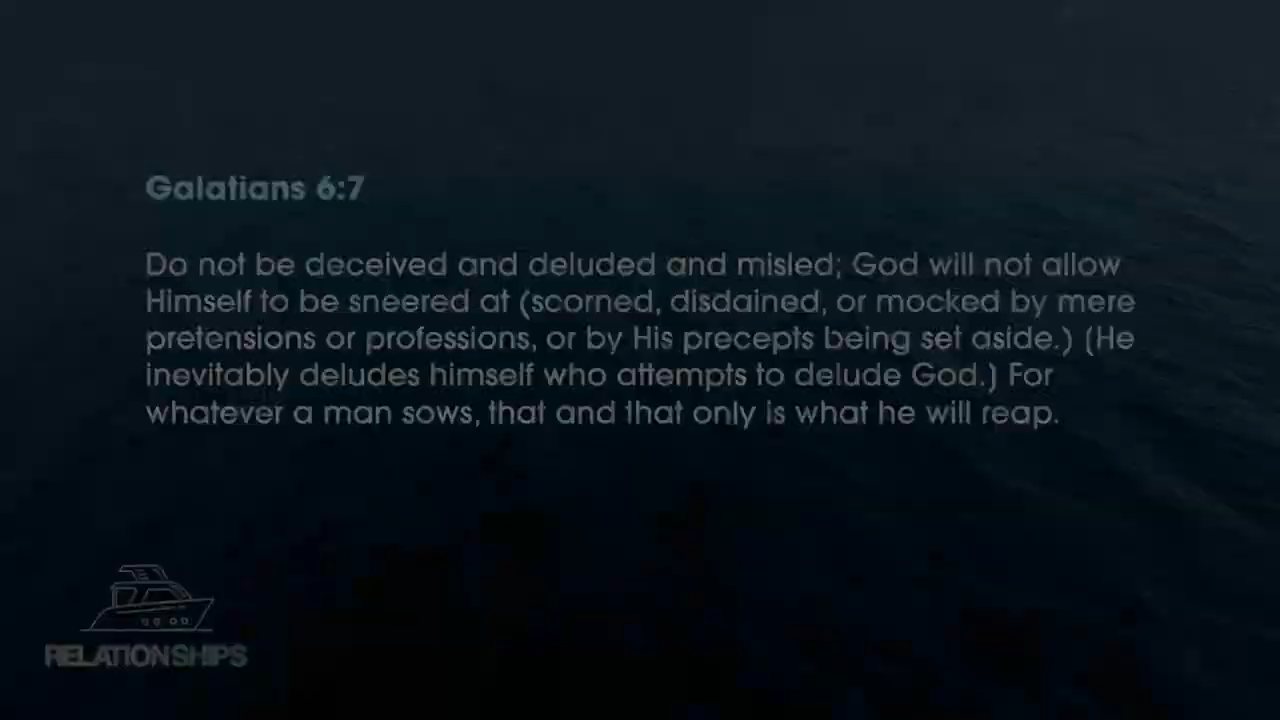 Galatians 6:7
Do not be deceived and deluded and misled; God will not allow
Himself to be sneered at (scorned, disdained, or mocked by mere
pretensions or professions, or by His precepts being set aside.) (He
inevitably deludes himself who attempts to delude God.) For
whatever a man sows, that and that only is what he will reap.
RELATIONSHIPS